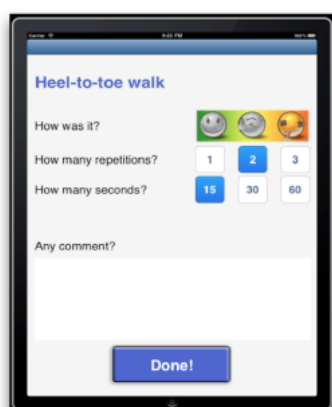 Heel-to-toe walk
How was it?
How many repetitions? 1 2 3
How many seconds? 15 30 60
Any comment?
Done!